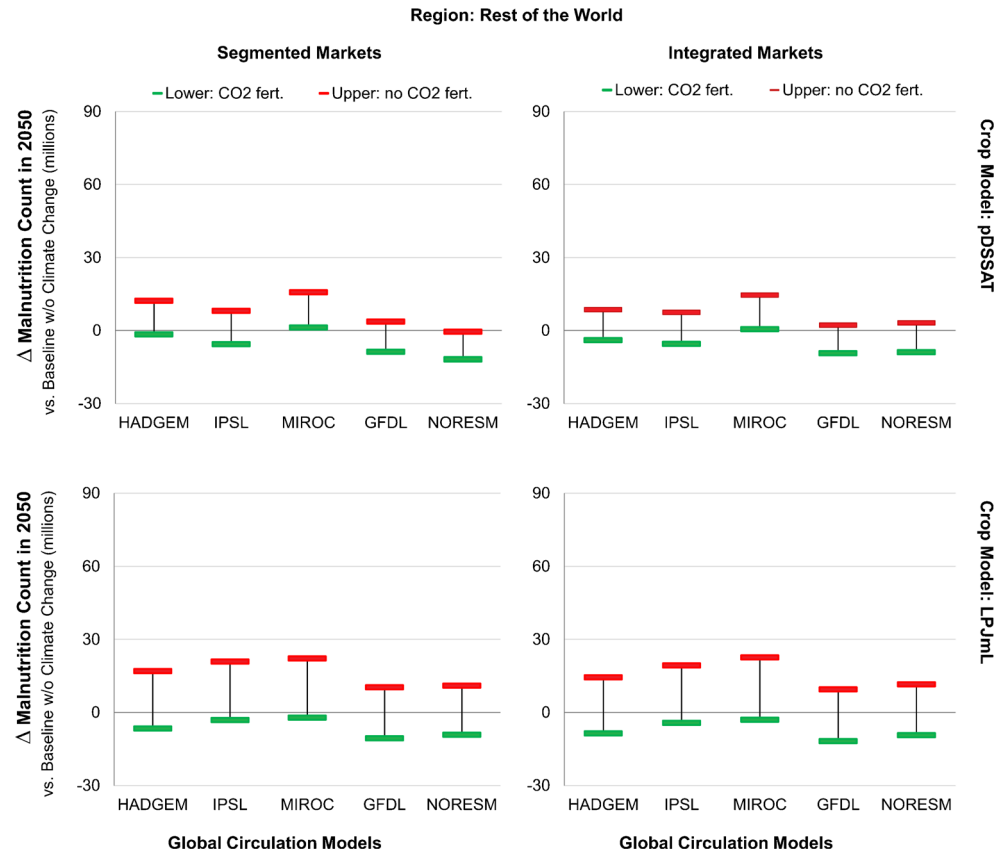 Region: Rest of the World
Segmented Markets
Integrated Markets
Lower: CO2 fert.
Upper: no CO2 fert.
Lower: CO2 fert.
Upper: no CO2 fert.
Δ Malnutrition Count in 2050
vs. Baseline w/o Climate Change (millions)
90
60
30
0
-30
HADGEM IPSL MIROC GFDL NORESM
90
60
30
0
-30
HADGEM IPSL MIROC GFDL NORESM
Crop Model: pDSSAT
Δ Malnutrition Count in 2050
vs. Baseline w/o Climate Change (millions)
90
60
30
0
-30
HADGEM IPSL MIROC GFDL NORESM
Global Circulation Models
90
60
30
0
-30
HADGEM IPSL MIROC GFDL NORESM
Global Circulation Models
Crop Model: LPJmL